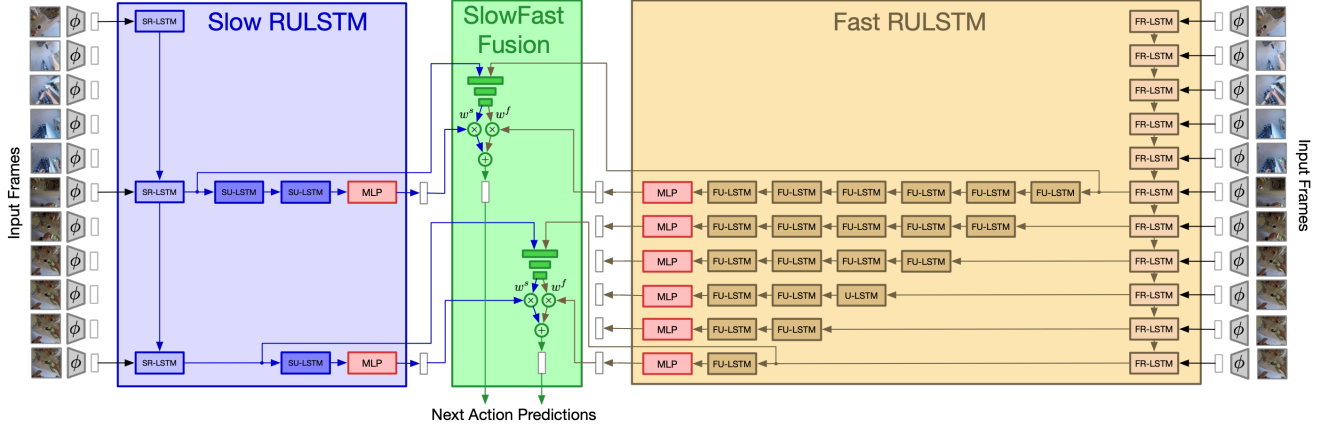 Input Frames
ϕ
ϕ
ϕ
ϕ
ϕ
ϕ
ϕ
ϕ
ϕ
ϕ
ϕ
Slow RULSTM
SR-LSTM
SR-LSTM
SU-LSTM
SU-LSTM
MLP
SR-LSTM
SU-LSTM
MLP
SlowFast
Fusion
w^s
w^f
×
×
+
w^s
w^f
×
×
+
Next Action Predictions
Fast RULSTM
FR-LSTM
FR-LSTM
FR-LSTM
FR-LSTM
FR-LSTM
MLP
FU-LSTM
FU-LSTM
FU-LSTM
FU-LSTM
FU-LSTM
FU-LSTM
FR-LSTM
MLP
FU-LSTM
FU-LSTM
FU-LSTM
FU-LSTM
FU-LSTM
FR-LSTM
MLP
FU-LSTM
FU-LSTM
FU-LSTM
FU-LSTM
FR-LSTM
MLP
FU-LSTM
FU-LSTM
U-LSTM
FR-LSTM
MLP
FU-LSTM
FU-LSTM
FR-LSTM
MLP
FU-LSTM
FR-LSTM
ϕ
ϕ
ϕ
ϕ
ϕ
ϕ
ϕ
ϕ
ϕ
ϕ
ϕ
Input Frames